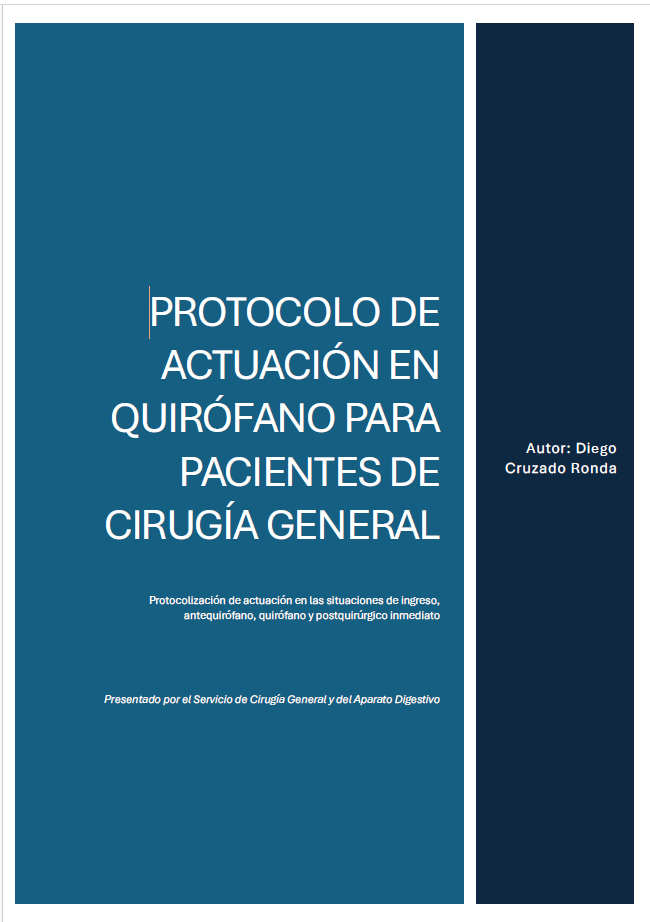 PROTOCOLO DE
ACTUACIÓN EN
QUIRÓFANO PARA
PACIENTES DE
CIRUGÍA GENERAL
Protocolización de actuación en las situaciones de ingreso,
antequirófano, quirófano y postquirúrgico inmediato
Presentado por el Servicio de Cirugía General y del Aparato Digestivo
Autor: Diego
Cruzado Ronda